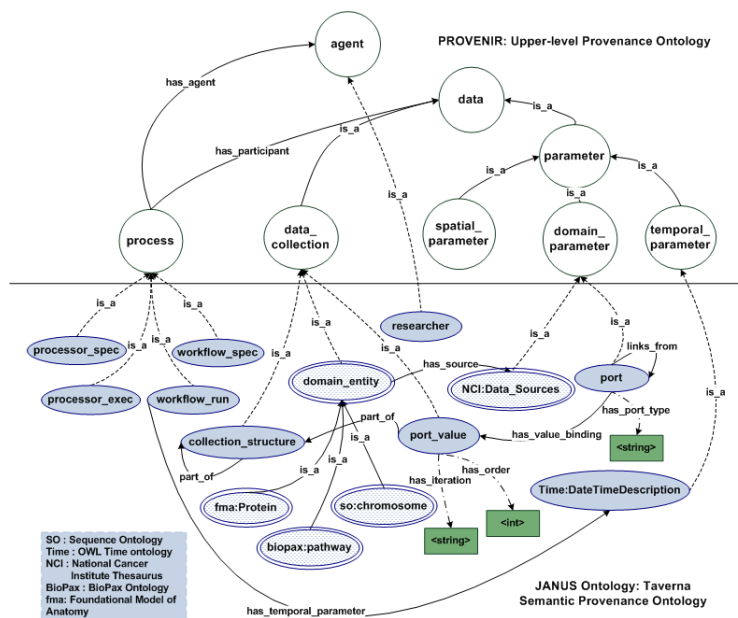 agent
PROVENIR: Upper-level Provenance Ontology
has_agent
data
is_a
is_a
has_participant
parameter
is_a
is_a
is_a
is_a
process
data_
collection
spatial_
parameter
domain_
parameter
temporal_
parameter
is_a
is_a
is_a
is_a
is_a
is_a
is_a
is_a
researcher
processor_spec
workflow_spec
is_a
is_a
is_a
links_from
has_source
domain_entity
NCI:Data_Sources
port
is_a
processor_exec
workflow_run
part_of
has_port_type
collection_structure
port_value
has_value_binding
<string>
part_of
is_a
is_a
is_a
has_order
has_iteration
Time:DateTimeDescription
fma:Protein
so:chromosome
<int>
<string>
biopax:pathway
SO : Sequence Ontology
Time : OWL Time ontology
NCI : National Cancer
Institute Thesaurus
BioPax : BioPax Ontology
fma: Foundational Model of
Anatomy
has_temporal_parameter
JANUS Ontology: Taverna
Semantic Provenance Ontology